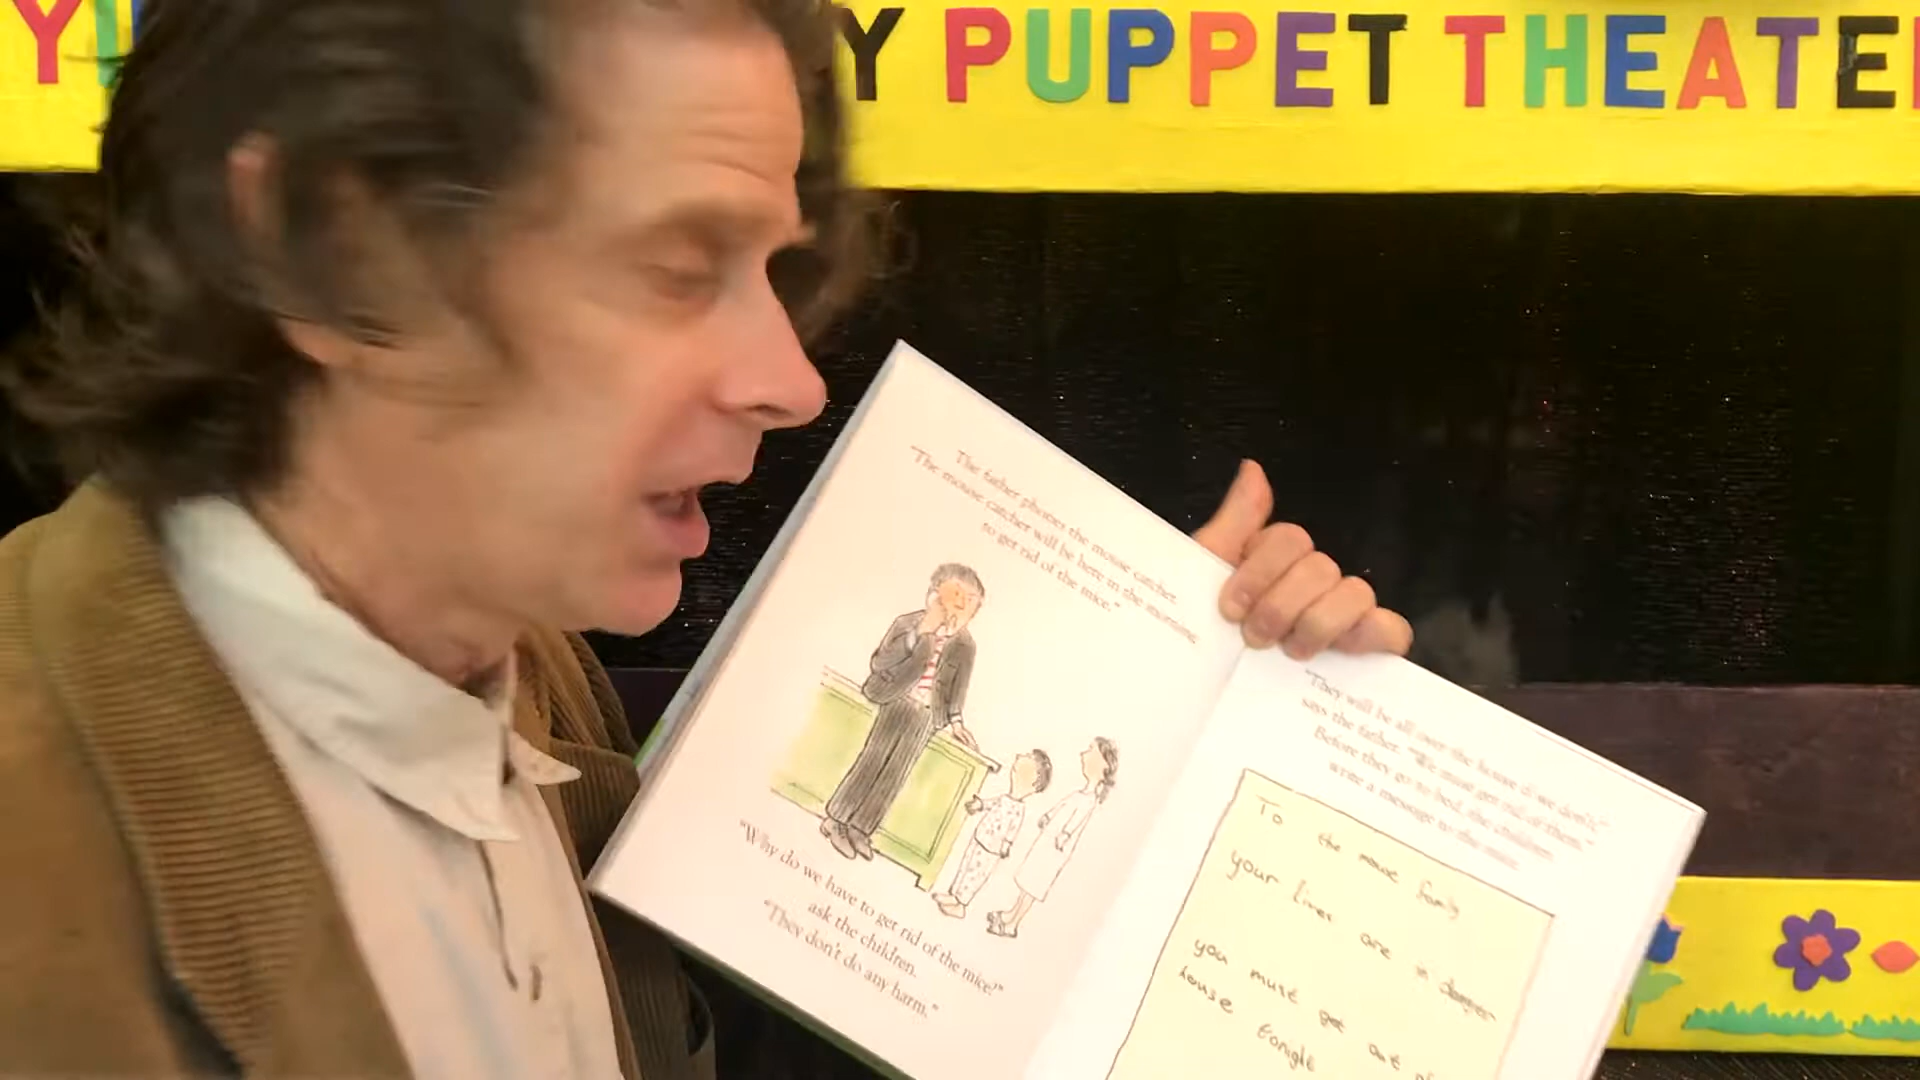 Y PUPPET THEATE
The father phones the mouse catcher.
"The mouse catcher will be here in the morning
to get rid of the mice."
"Why do we have to get rid of the mice?"
ask the children.
"They don't do any harm."
"They will be all over the house if we don't,"
says the father. "We must get rid of them."
Before they go to bed, the children
write a message to the mice.
To the mouse family
your lives are in danger
you must get out of
house tonight